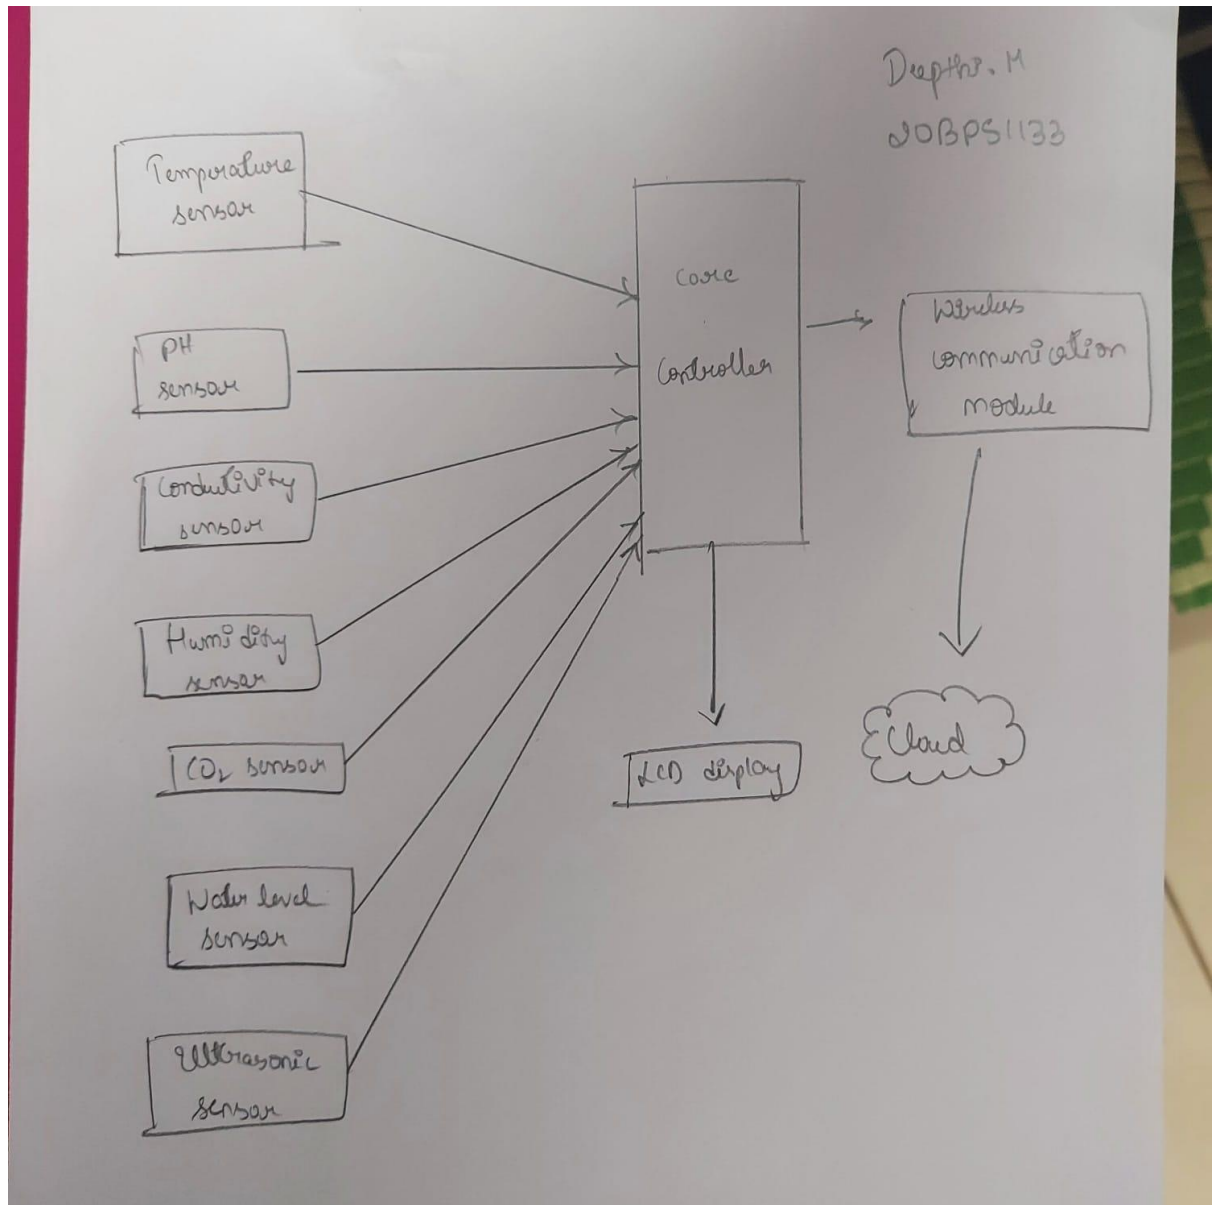 Deepthi.M
20BPS1133
Temperature
sensor
PH
sensor
Conductivity
sensor
Humidity
sensor
CO2 sensor
Water level
sensor
Ultrasonic
sensor
Core
Controller
Wireless
communication
module
LCD display
Cloud